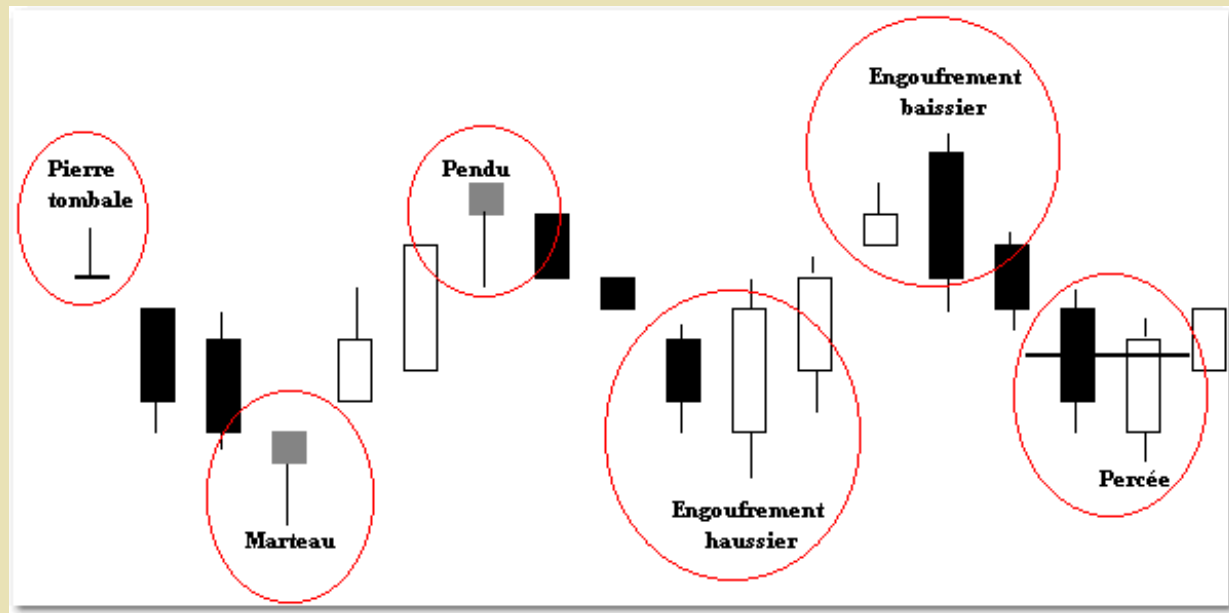 Pierre
tombale
Marteau
Pendu
Engoufrement
haussier
Engoufrement
baissier
Percée